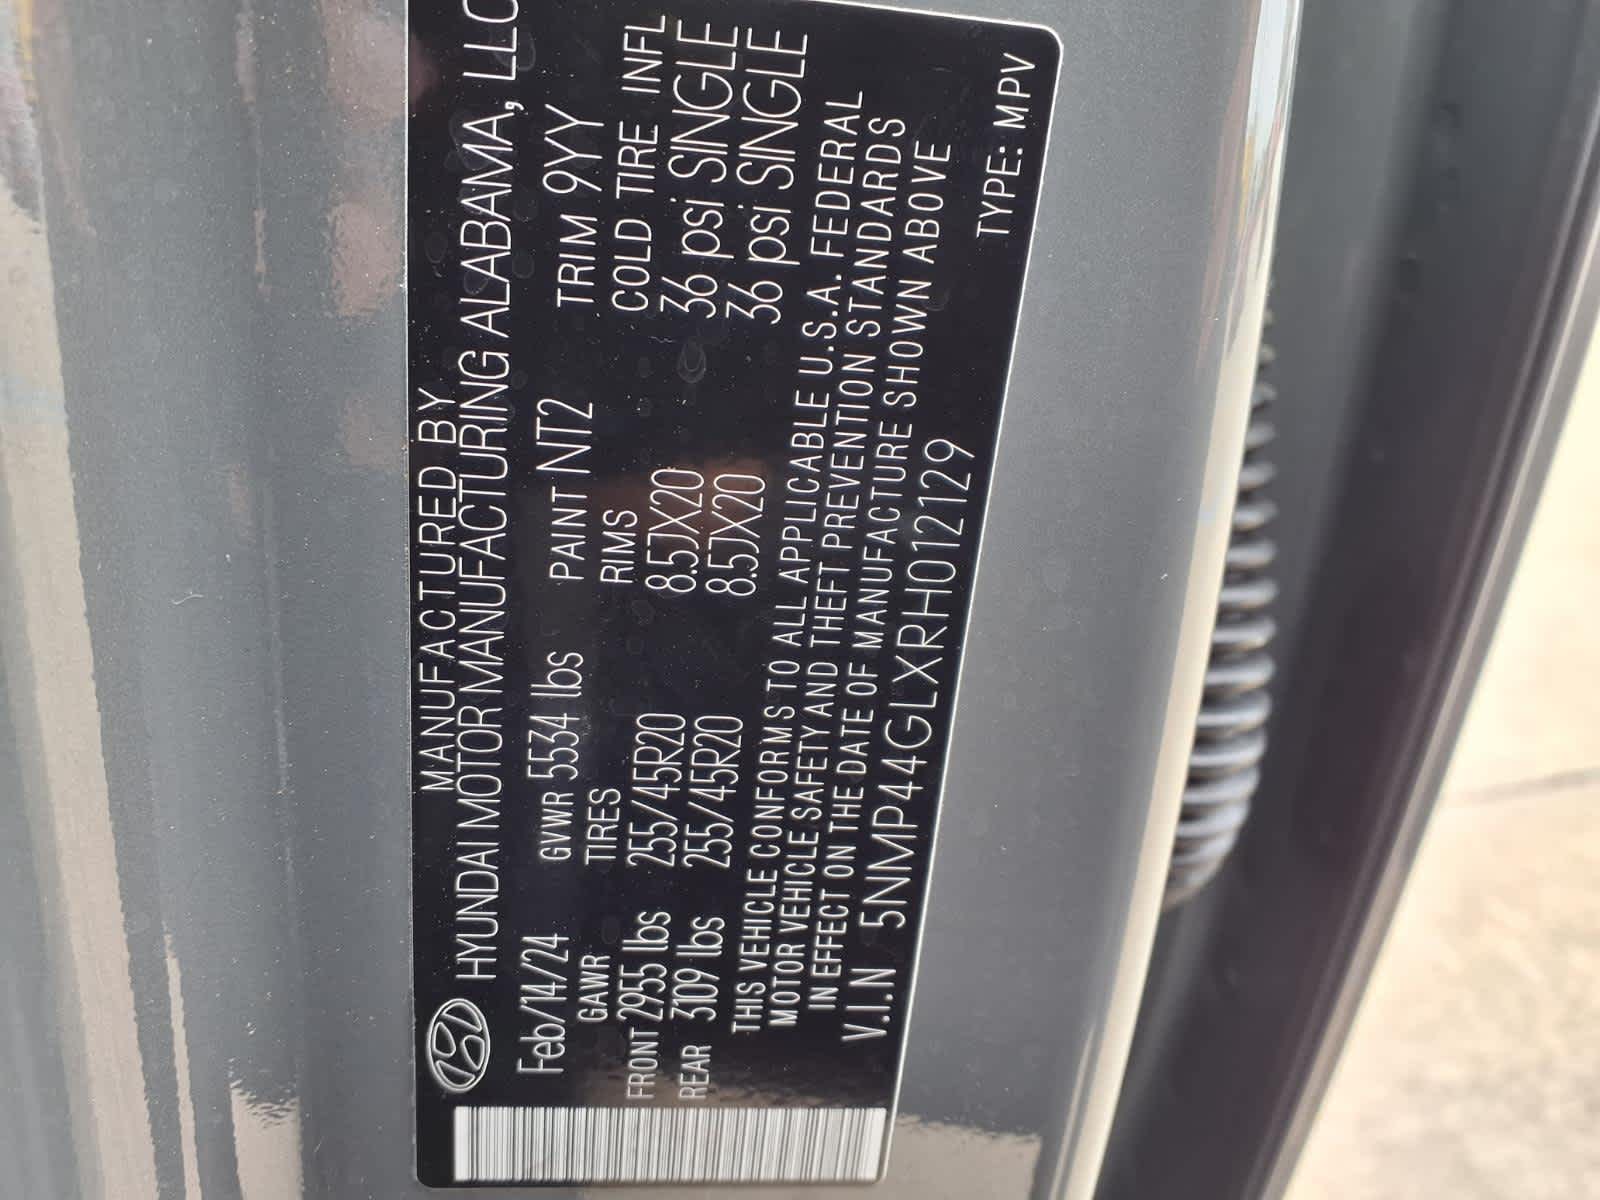 MANUFACTURED BY
HYUNDAI MOTOR MANUFACTURING ALABAMA, LLC
Feb/14/24 GVWR 5534 lbs PAINT NT2 TRIM 9YY
GAWR TIRES RIMS COLD TIRE INFL
FRONT 2955 lbs 255/45R20 8.5JX20 36 psi SINGLE
REAR 3109 lbs 255/45R20 8.5JX20 36 psi SINGLE
THIS VEHICLE CONFORMS TO ALL APPLICABLE U.S.A. FEDERAL
MOTOR VEHICLE SAFETY AND THEFT PREVENTION STANDARDS
IN EFFECT ON THE DATE OF MANUFACTURE SHOWN ABOVE
V.I.N 5NMP44GLXRH012129 TYPE: MPV